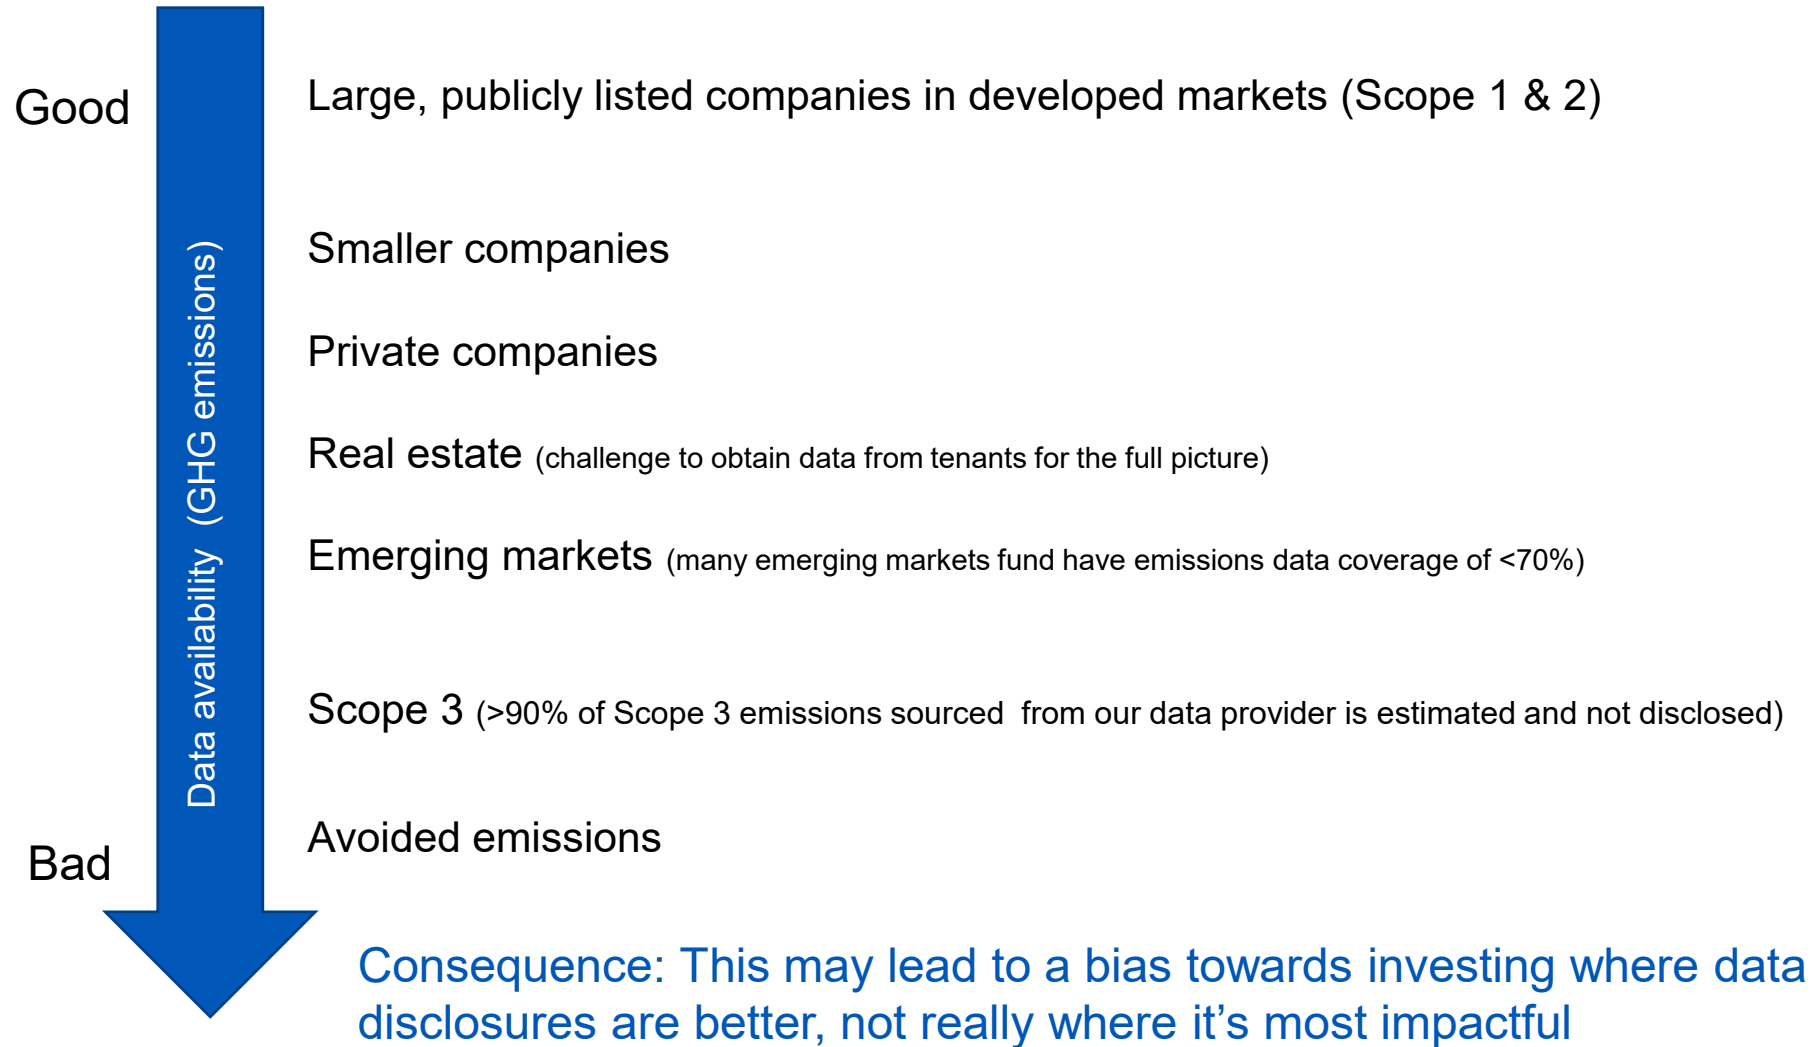 Good
Large, publicly listed companies in developed markets (Scope 1 & 2)
Smaller companies
Private companies
Real estate (challenge to obtain data from tenants for the full picture)
Emerging markets (many emerging markets fund have emissions data coverage of <70%)
Scope 3 (>90% of Scope 3 emissions sourced from our data provider is estimated and not disclosed)
Avoided emissions
Bad
Data availability (GHG emissions)
Consequence: This may lead to a bias towards investing where data
disclosures are better, not really where it’s most impactful